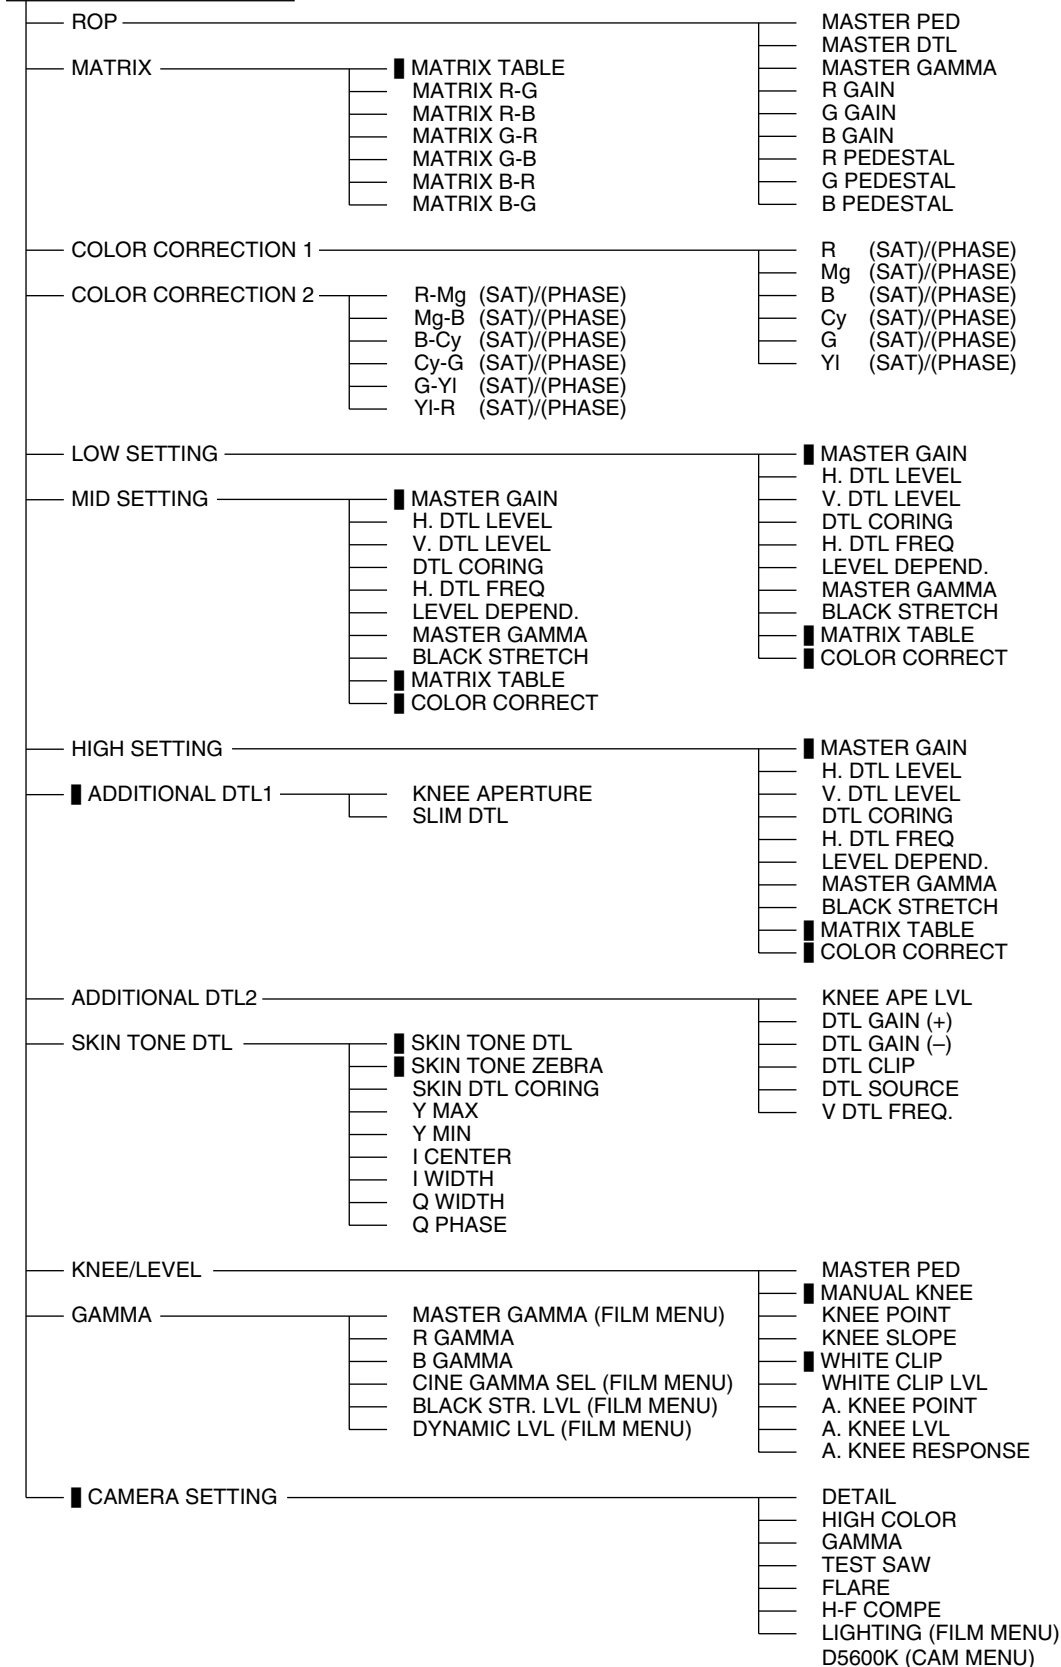 ROP
MASTER PED
MASTER DTL
MASTER GAMMA
R GAIN
G GAIN
B GAIN
R PEDESTAL
G PEDESTAL
B PEDESTAL
MATRIX
MATRIX TABLE
MATRIX R-G
MATRIX R-B
MATRIX G-R
MATRIX G-B
MATRIX B-R
MATRIX B-G
COLOR CORRECTION 1
R (SAT)/(PHASE)
Mg (SAT)/(PHASE)
B (SAT)/(PHASE)
Cy (SAT)/(PHASE)
G (SAT)/(PHASE)
Yl (SAT)/(PHASE)
COLOR CORRECTION 2
R-Mg (SAT)/(PHASE)
Mg-B (SAT)/(PHASE)
B-Cy (SAT)/(PHASE)
Cy-G (SAT)/(PHASE)
G-Yl (SAT)/(PHASE)
Yl-R (SAT)/(PHASE)
LOW SETTING
MASTER GAIN
H. DTL LEVEL
V. DTL LEVEL
DTL CORING
H. DTL FREQ
LEVEL DEPEND.
MASTER GAMMA
BLACK STRETCH
MATRIX TABLE
COLOR CORRECT
MID SETTING
MASTER GAIN
H. DTL LEVEL
V. DTL LEVEL
DTL CORING
H. DTL FREQ
LEVEL DEPEND.
MASTER GAMMA
BLACK STRETCH
MATRIX TABLE
COLOR CORRECT
HIGH SETTING
MASTER GAIN
H. DTL LEVEL
V. DTL LEVEL
DTL CORING
H. DTL FREQ
LEVEL DEPEND.
MASTER GAMMA
BLACK STRETCH
MATRIX TABLE
COLOR CORRECT
ADDITIONAL DTL1
KNEE APERTURE
SLIM DTL
ADDITIONAL DTL2
KNEE APE LVL
DTL GAIN (+)
DTL GAIN (–)
DTL CLIP
DTL SOURCE
V DTL FREQ.
SKIN TONE DTL
SKIN TONE DTL
SKIN TONE ZEBRA
SKIN DTL CORING
Y MAX
Y MIN
I CENTER
I WIDTH
Q WIDTH
Q PHASE
KNEE/LEVEL
MASTER PED
MANUAL KNEE
KNEE POINT
KNEE SLOPE
WHITE CLIP
WHITE CLIP LVL
A. KNEE POINT
A. KNEE LVL
A. KNEE RESPONSE
GAMMA
MASTER GAMMA (FILM MENU)
R GAMMA
B GAMMA
CINE GAMMA SEL (FILM MENU)
BLACK STR. LVL (FILM MENU)
DYNAMIC LVL (FILM MENU)
CAMERA SETTING
DETAIL
HIGH COLOR
GAMMA
TEST SAW
FLARE
H-F COMPE
LIGHTING (FILM MENU)
D5600K (CAM MENU)